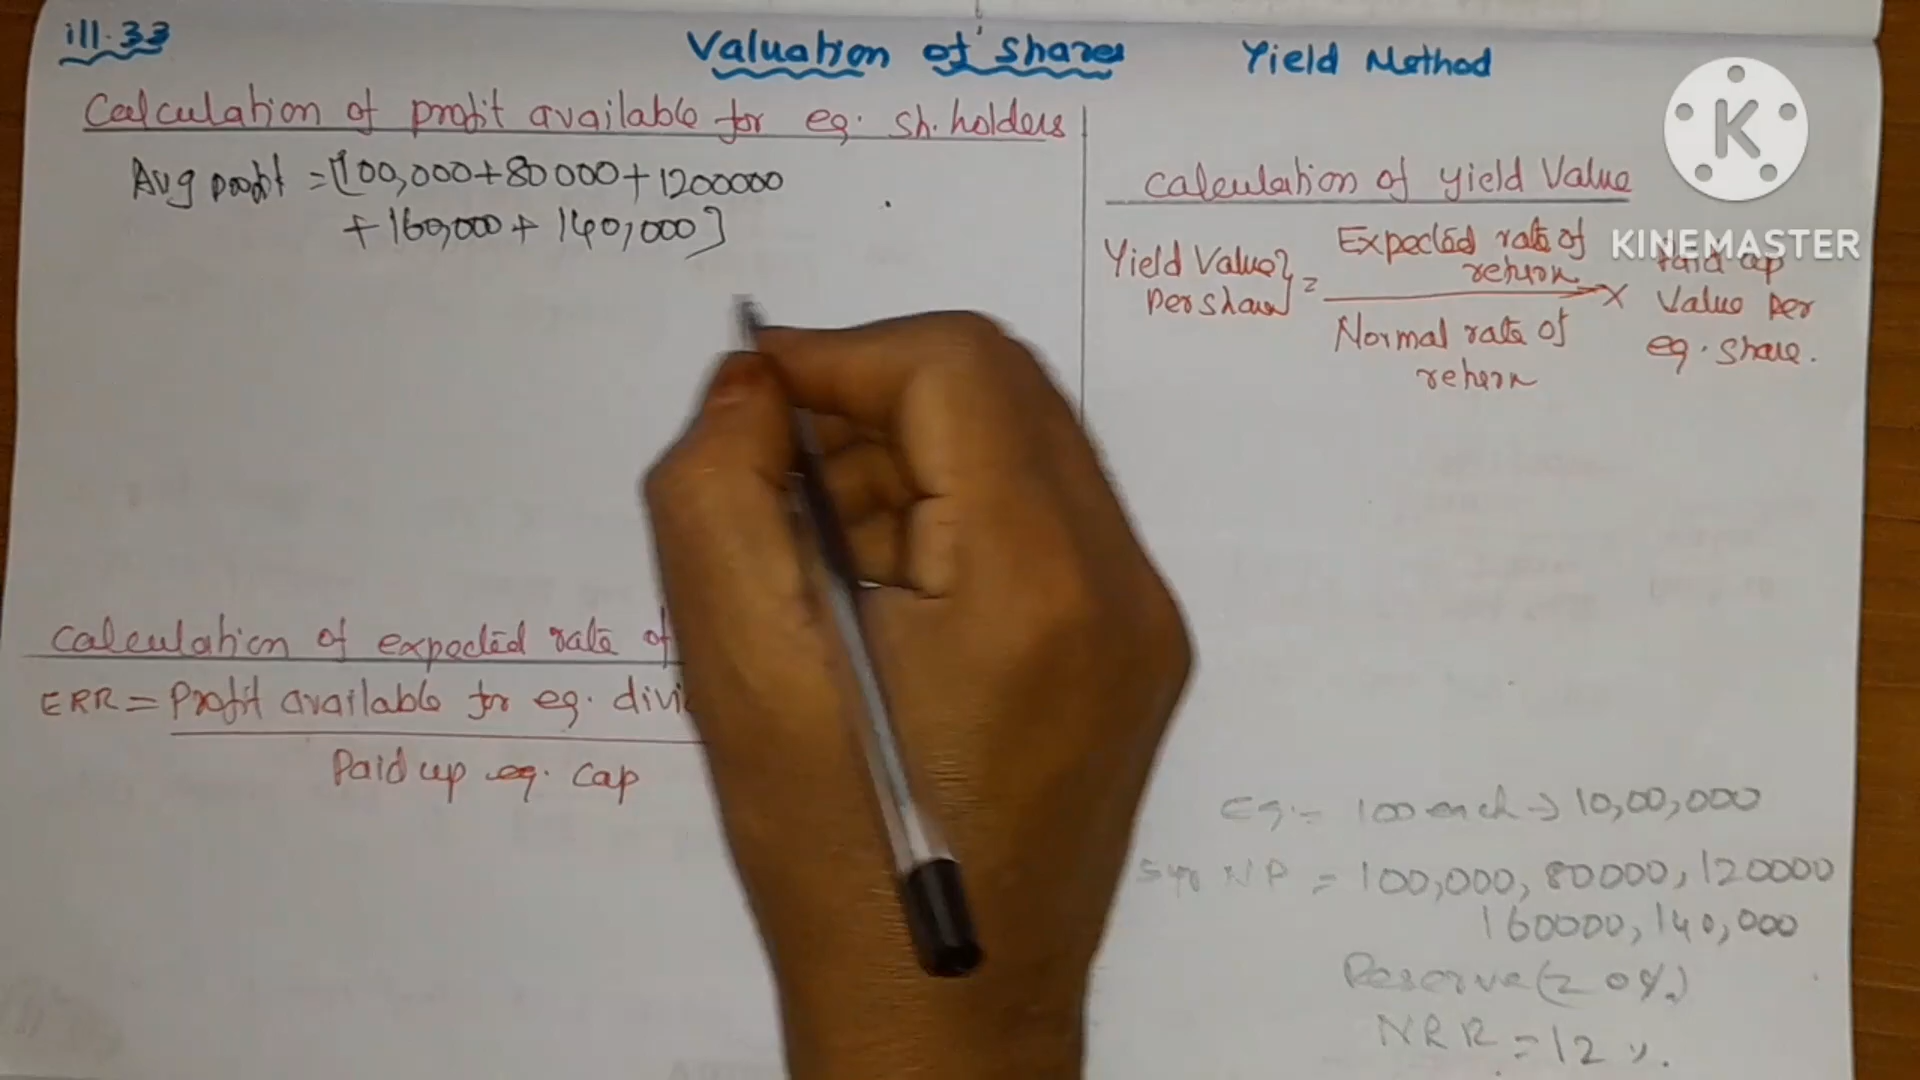 ill.33
Valuation of Shares Yield Method
Calculation of profit available for eq. sh. holders
Avg profit = [100,000+80000+1200000
+160,000+ 140,000]
Calculation of yield Value
Yield Value per share = Expected rate of return × Paid up Value per eq. share.
Normal rate of return
K
KINEMASTER
Calculation of expected rate of
ERR = Profit available for eq. divi
Paid up eq. cap
Eq. = 100 each → 10,00,000
5 yrs NP = 100,000, 80000, 120000
160000, 140,000
Reserve (20%)
NRR = 12%.